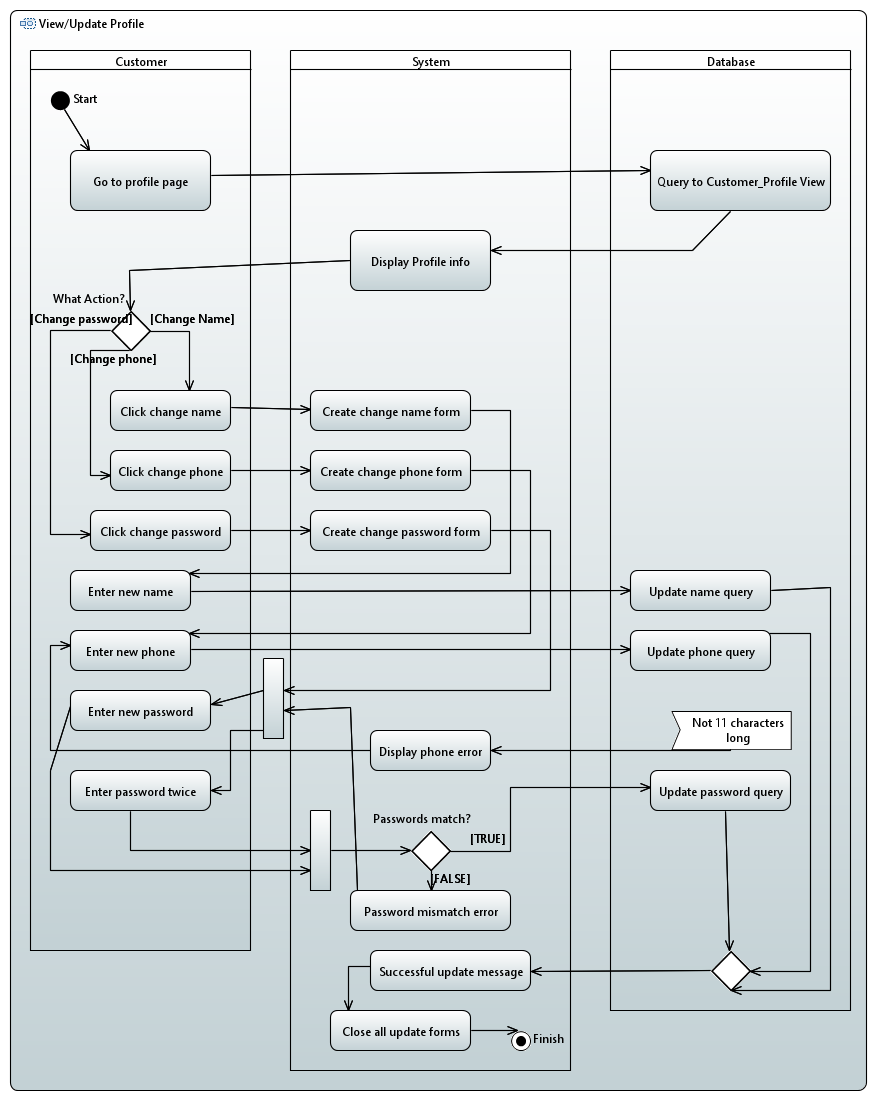 View/Update Profile
Customer
System
Database
Start
Go to profile page
Query to Customer_Profile View
Display Profile info
What Action?
[Change password]
[Change Name]
[Change phone]
Click change name
Create change name form
Click change phone
Create change phone form
Click change password
Create change password form
Enter new name
Update name query
Enter new phone
Update phone query
Enter new password
Not 11 characters
long
Display phone error
Enter password twice
Update password query
Passwords match?
[TRUE]
[FALSE]
Password mismatch error
Successful update message
Close all update forms
Finish